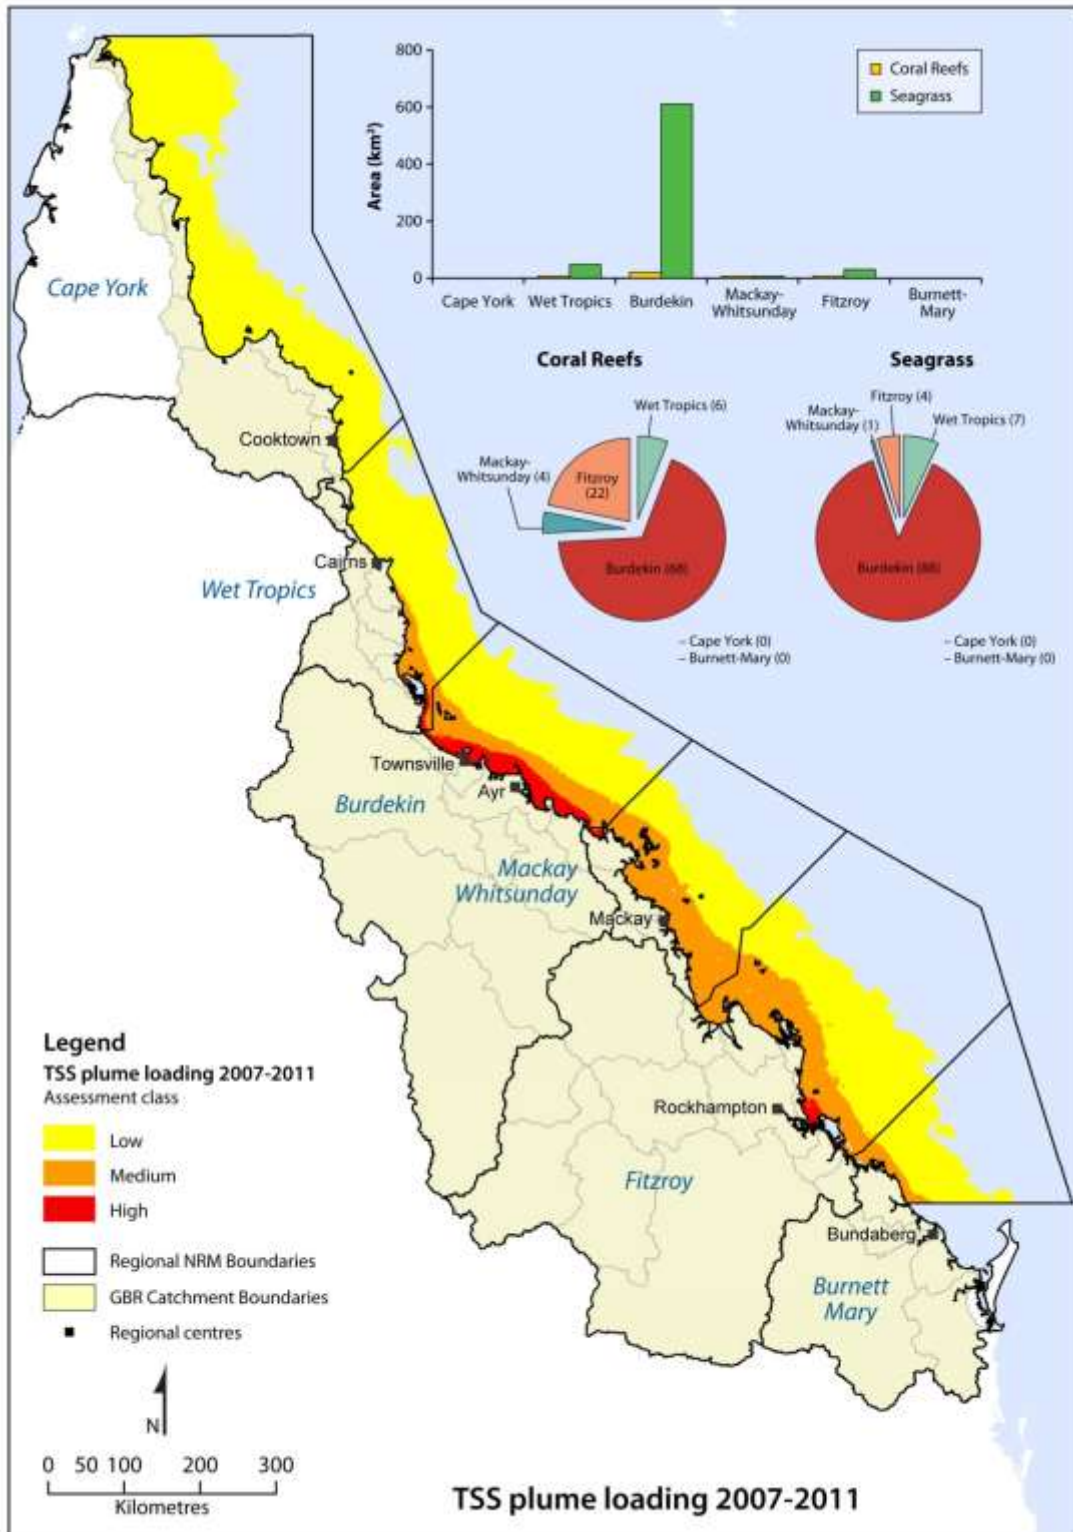 800
600
400
200
0
Area (km²)
Coral Reefs
Seagrass
Cape York
Wet Tropics
Burdekin
Mackay-
Whitsunday
Fitzroy
Burnett-
Mary
Coral Reefs
Wet Tropics (6)
Mackay-
Whitsunday (4)
Fitzroy
(22)
Burdekin (68)
– Cape York (0)
– Burnett-Mary (0)
Seagrass
Fitzroy (4)
Mackay-
Whitsunday (1)
Wet Tropics (7)
Burdekin (88)
– Cape York (0)
– Burnett-Mary (0)
Cape York
Cooktown
Cairns
Wet Tropics
Townsville
Ayr
Burdekin
Mackay
Whitsunday
Mackay
Rockhampton
Fitzroy
Bundaberg
Burnett
Mary
Legend
TSS plume loading 2007-2011
Assessment class
Low
Medium
High
Regional NRM Boundaries
GBR Catchment Boundaries
Regional centres
N
0 50 100 200 300
Kilometres
TSS plume loading 2007-2011